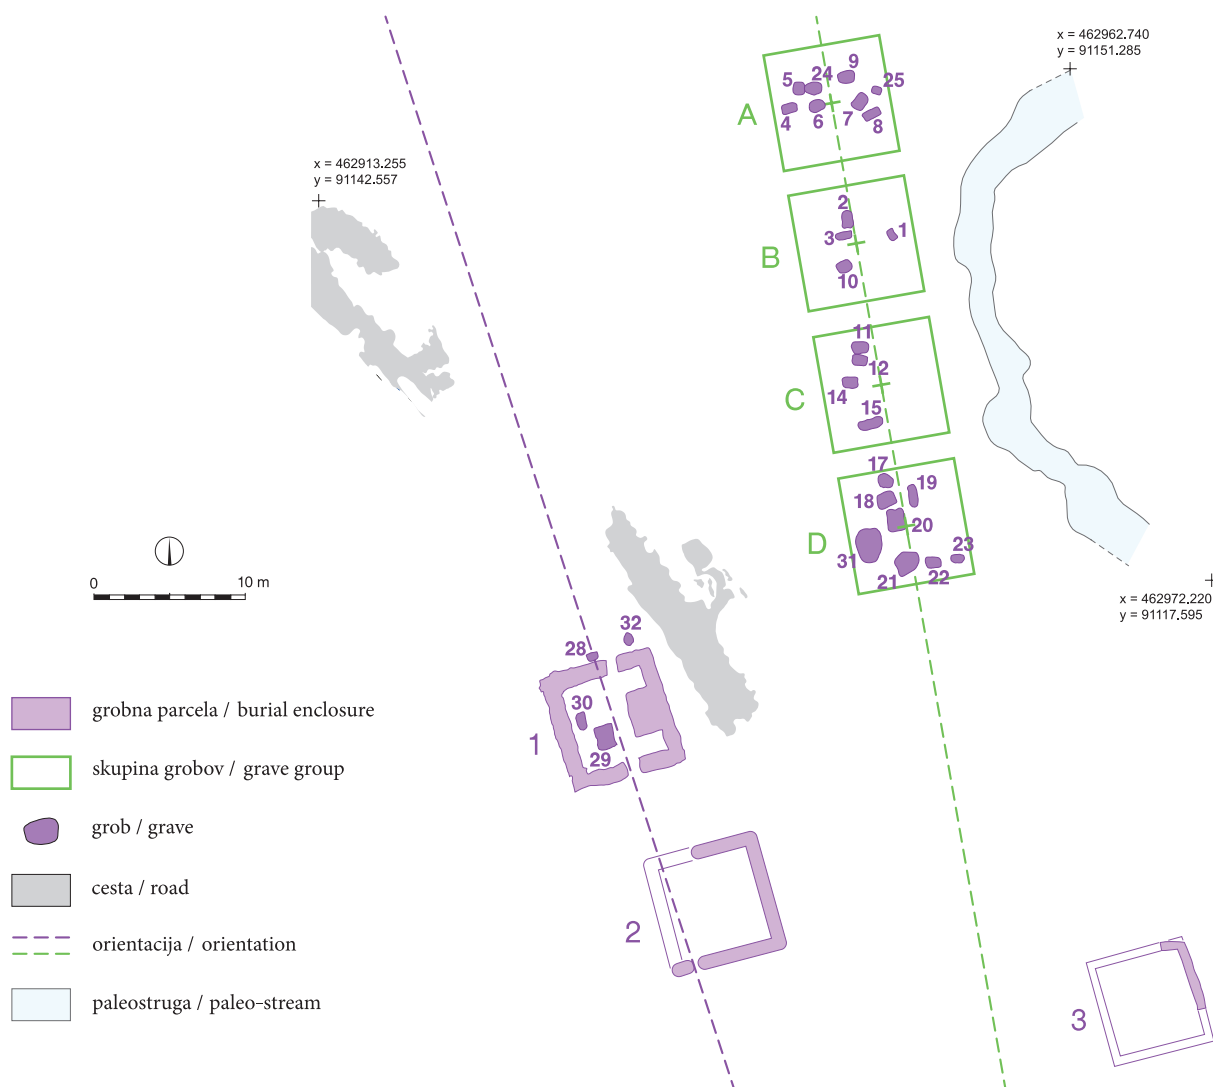 x = 462962.740
y = 91151.285
x = 462913.255
y = 91142.557
A
5
24
9
25
4
6
7
8
B
2
3
1
10
C
11
12
14
15
D
17
18
19
20
31
21
22
23
x = 462972.220
y = 91117.595
0 10 m
32
28
30
29
1
2
3
grobna parcela / burial enclosure
skupina grobov / grave group
grob / grave
cesta / road
orientacija / orientation
paleostruga / paleo-stream